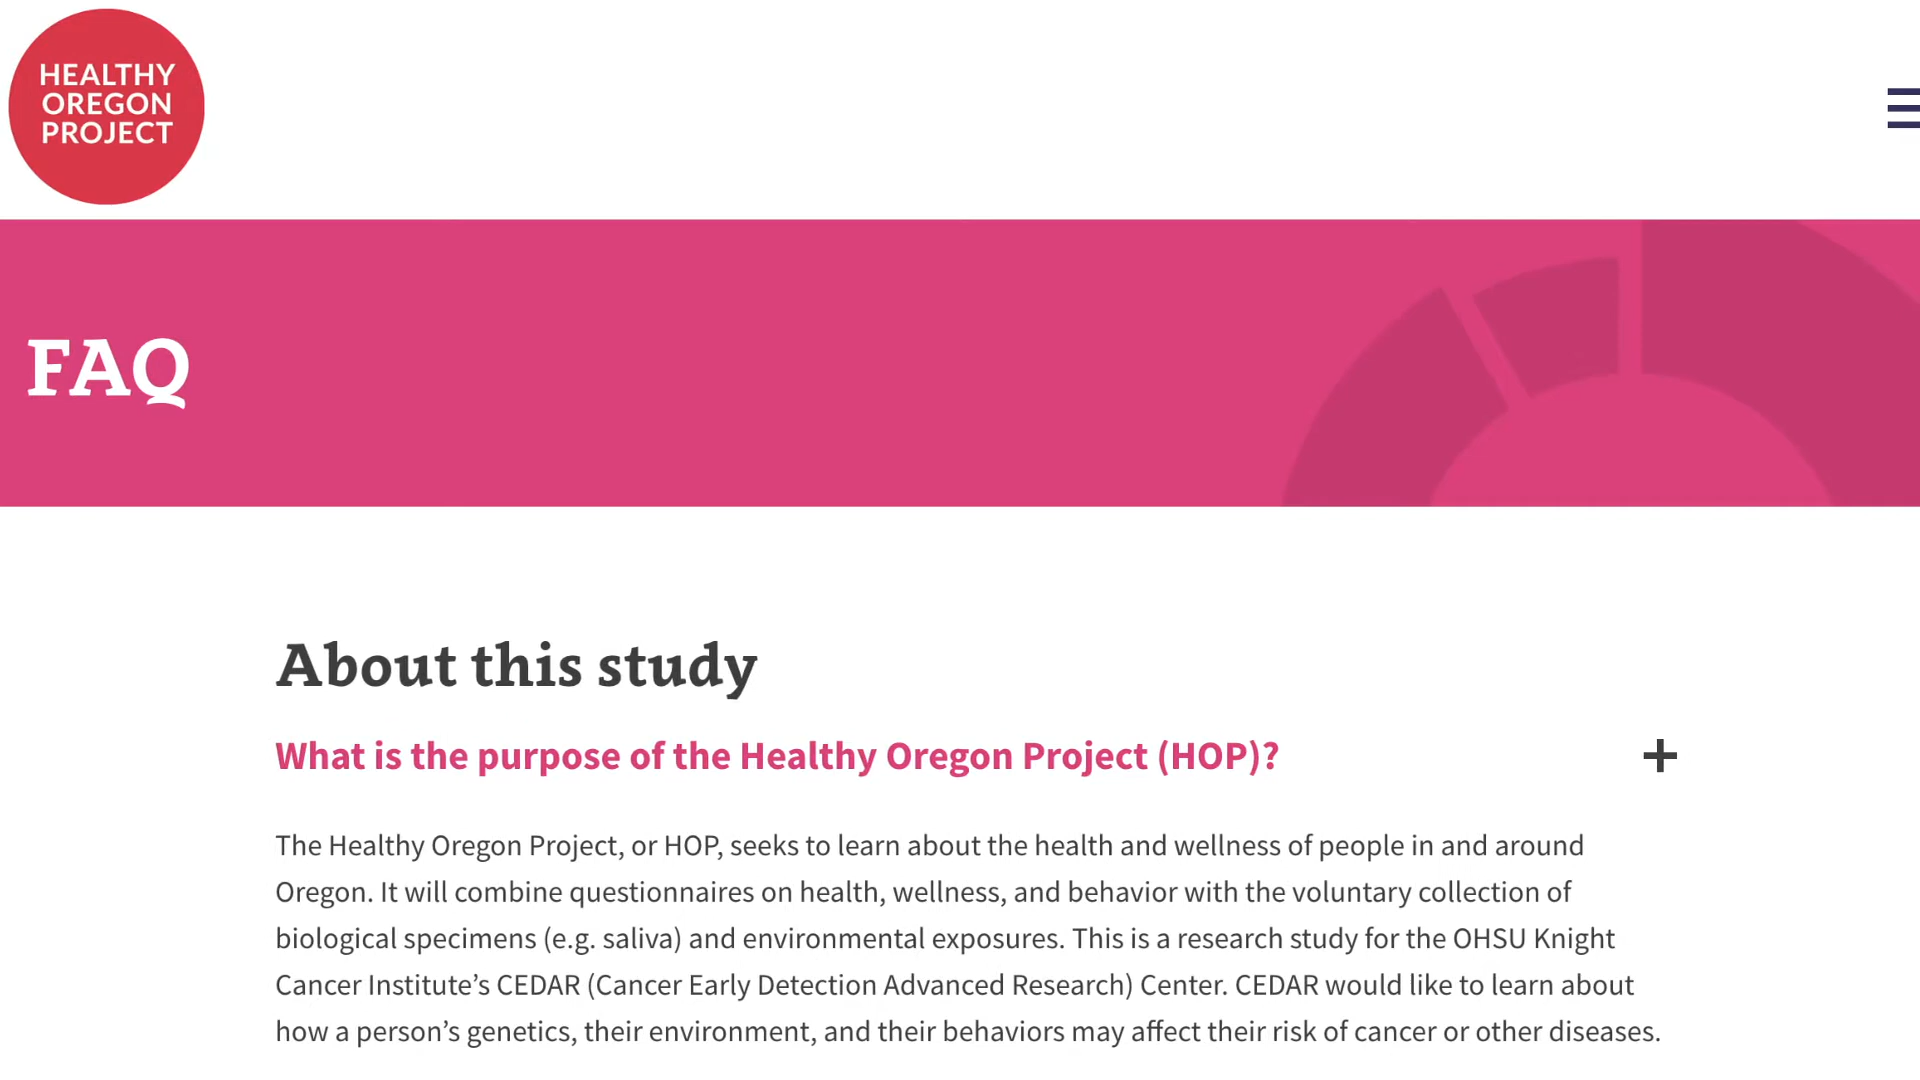 HEALTHY
OREGON
PROJECT
FAQ
About this study
What is the purpose of the Healthy Oregon Project (HOP)?
The Healthy Oregon Project, or HOP, seeks to learn about the health and wellness of people in and around
Oregon. It will combine questionnaires on health, wellness, and behavior with the voluntary collection of
biological specimens (e.g. saliva) and environmental exposures. This is a research study for the OHSU Knight
Cancer Institute’s CEDAR (Cancer Early Detection Advanced Research) Center. CEDAR would like to learn about
how a person’s genetics, their environment, and their behaviors may affect their risk of cancer or other diseases.